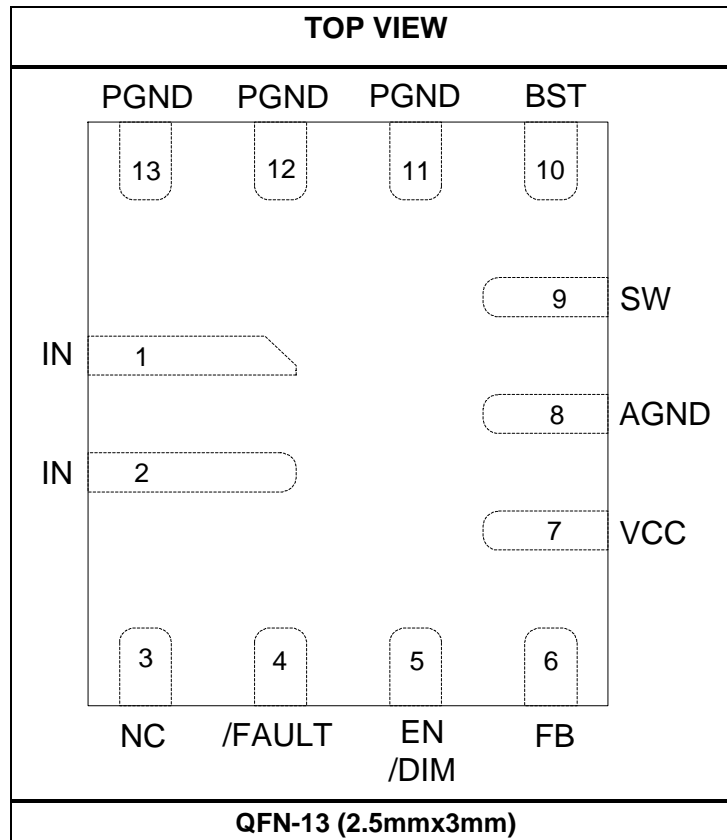 TOP VIEW
PGND PGND PGND BST
13 12 11 10
9 SW
IN 1
8 AGND
IN 2
7 VCC
3 4 5 6
NC /FAULT EN FB
/DIM
QFN-13 (2.5mmx3mm)